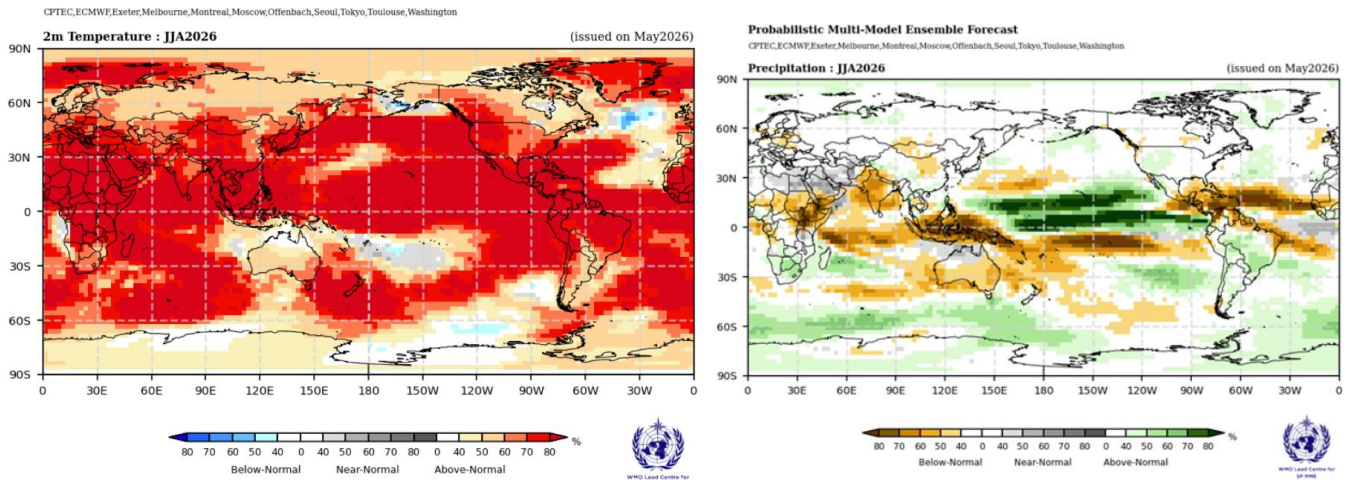 CPTEC,ECMWF,Exeter,Melbourne,Montreal,Moscow,Offenbach,Seoul,Tokyo,Toulouse,Washington
2m Temperature : JJA2026 (issued on May2026)
90N
60N
30N
0
30S
60S
90S
0 30E 60E 90E 120E 150E 180 150W 120W 90W 60W 30W 0
80 70 60 50 40 0 40 50 60 70 80 0 40 50 60 70 80 %
Below-Normal Near-Normal Above-Normal
WMO Lead Centre for
Probabilistic Multi-Model Ensemble Forecast
CPTEC,ECMWF,Exeter,Melbourne,Montreal,Moscow,Offenbach,Seoul,Tokyo,Toulouse,Washington
Precipitation : JJA2026 (issued on May2026)
90N
60N
30N
0
30S
60S
90S
0 30E 60E 90E 120E 150E 180 150W 120W 90W 60W 30W 0
80 70 60 50 40 0 40 50 60 70 80 0 40 50 60 70 80 %
Below-Normal Near-Normal Above-Normal
WMO Lead Centre for
SP MME